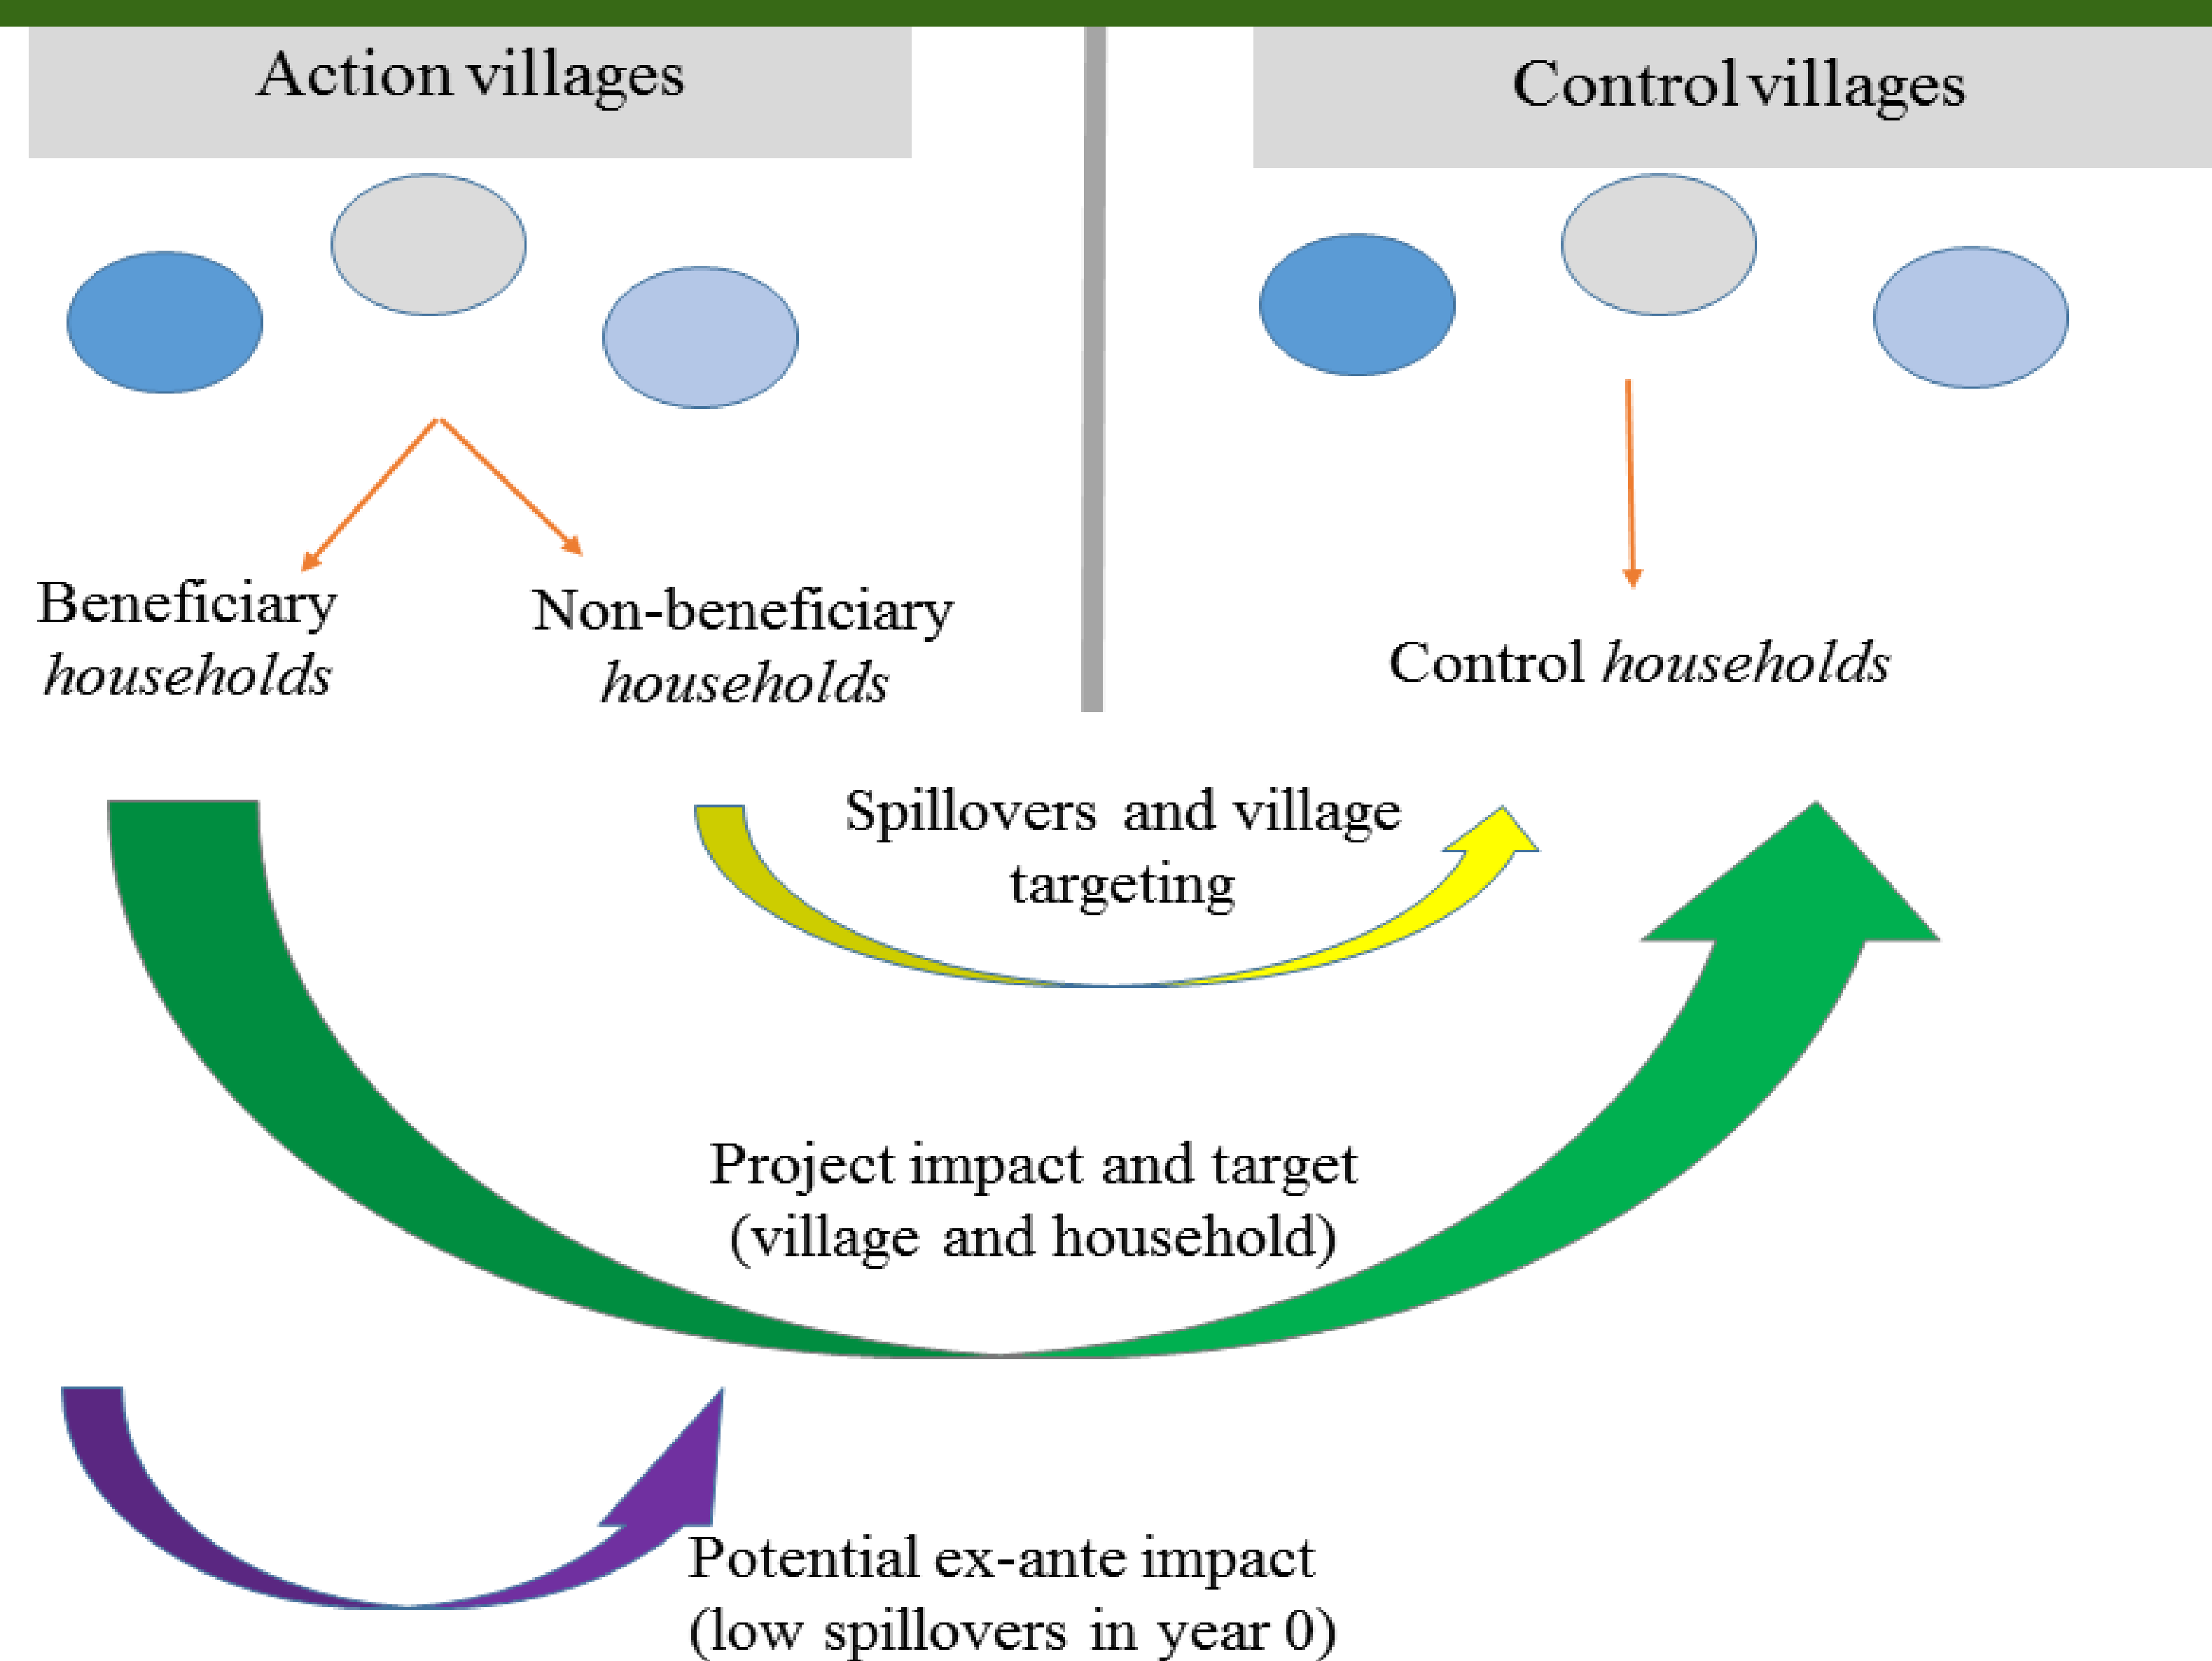 Action villages
Control villages
Beneficiary
households
Non-beneficiary
households
Control households
Spillovers and village
targeting
Project impact and target
(village and household)
Potential ex-ante impact
(low spillovers in year 0)